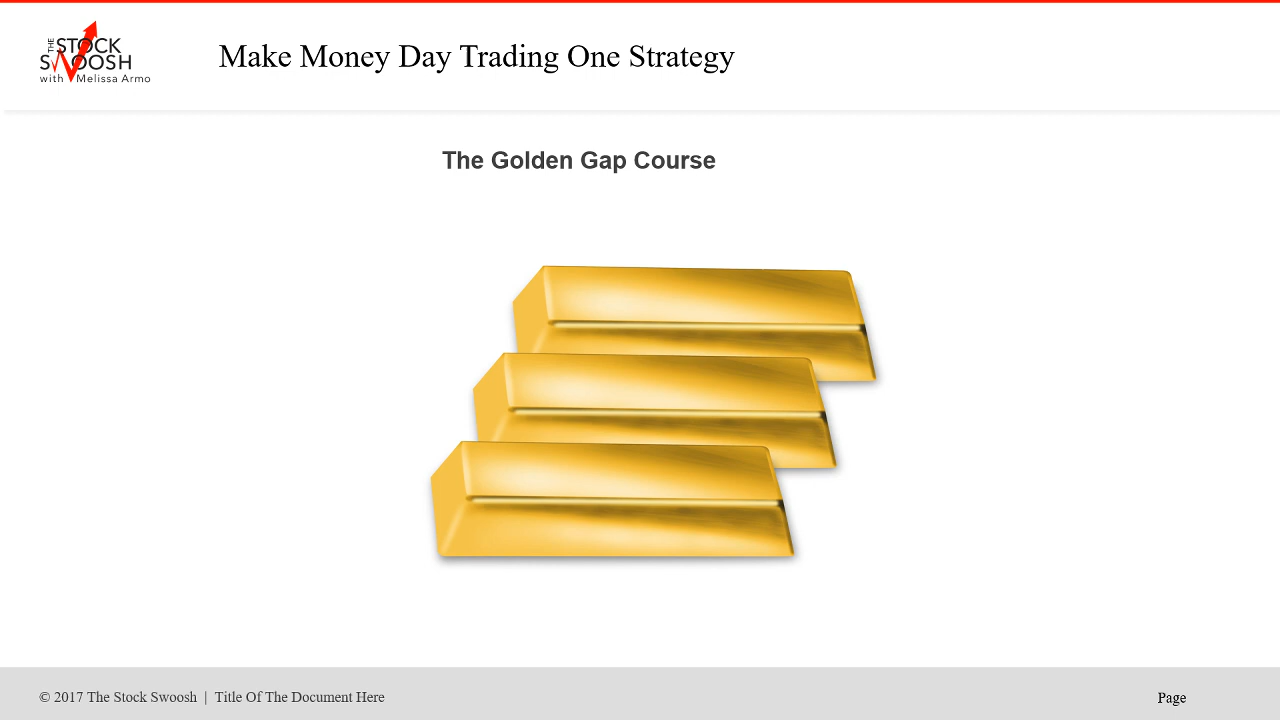 THE STOCK
SWOOSH
with Melissa Armo
Make Money Day Trading One Strategy
The Golden Gap Course
© 2017 The Stock Swoosh | Title Of The Document Here
Page